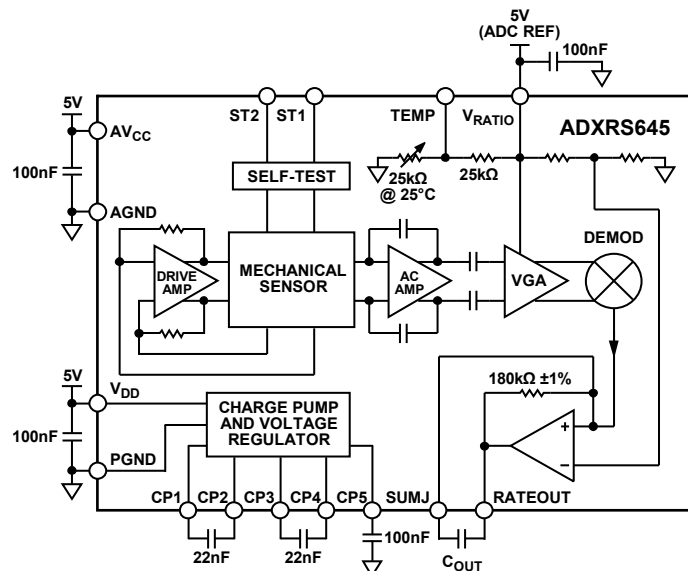 5V
(ADC REF)
100nF
5V
ST2
ST1
TEMP
VRATIO
ADXRS645
AVCC
100nF
25kΩ
@ 25°C
25kΩ
SELF-TEST
AGND
DEMOD
DRIVE
AMP
MECHANICAL
SENSOR
AC
AMP
VGA
5V
VDD
180kΩ ±1%
CHARGE PUMP
AND VOLTAGE
REGULATOR
100nF
+
–
PGND
CP1
CP2
CP3
CP4
CP5
SUMJ
RATEOUT
22nF
22nF
100nF
COUT